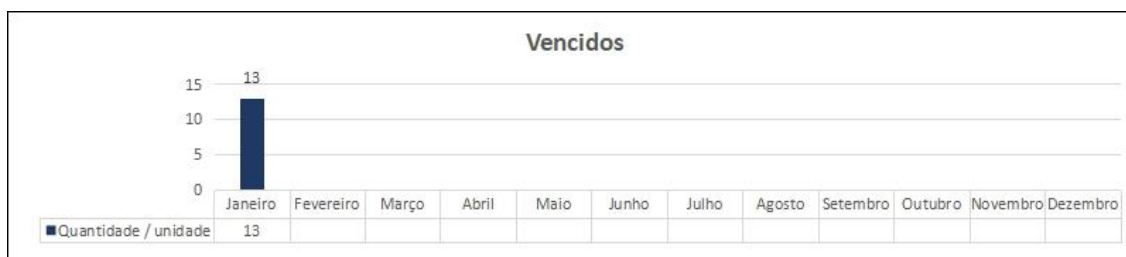 Vencidos
13
15
10
5
0
Janeiro Fevereiro Março Abril Maio Junho Julho Agosto Setembro Outubro Novembro Dezembro
Quantidade / unidade 13